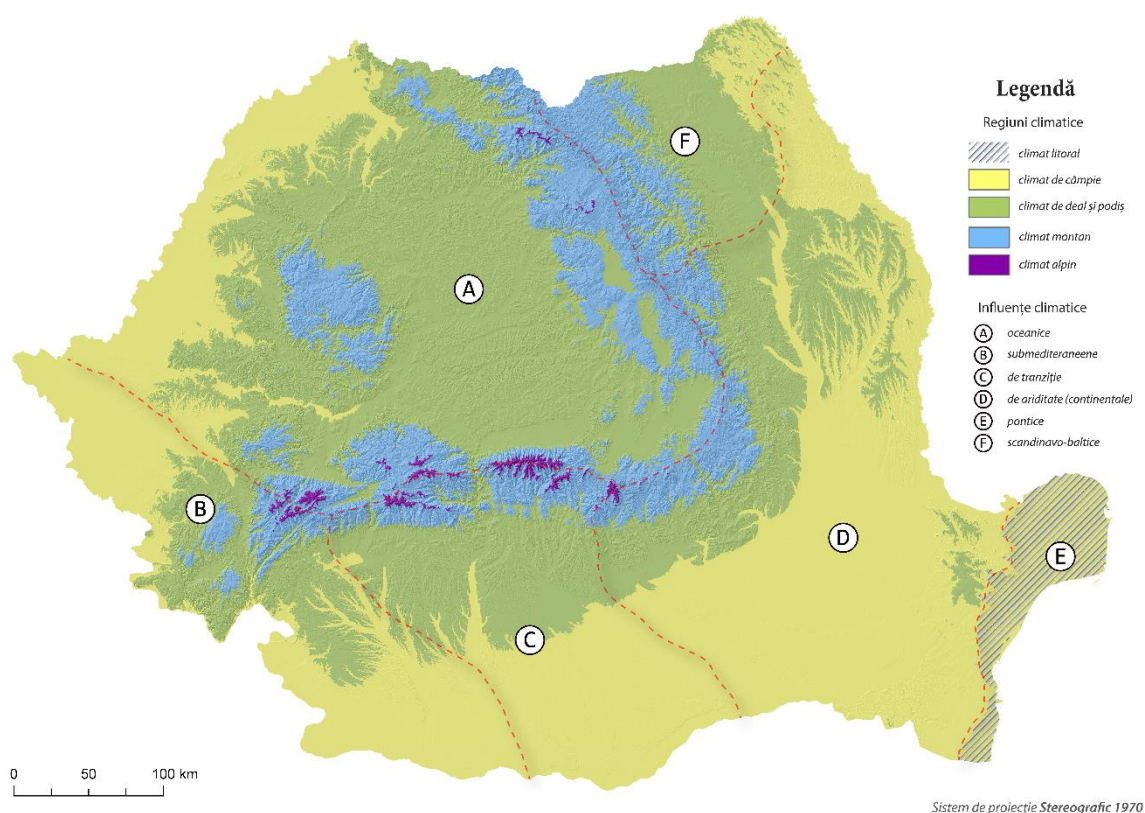 Legendă
Regiuni climatice
climat litoral
climat de câmpie
climat de deal și podiș
climat montan
climat alpin
Influențe climatice
A oceanice
B submediteraneene
C de tranziție
D de ariditate (continentale)
E pontice
F scandinavo-baltice
F
A
B
D
E
C
0 50 100 km
Sistem de proiecție Stereografic 1970